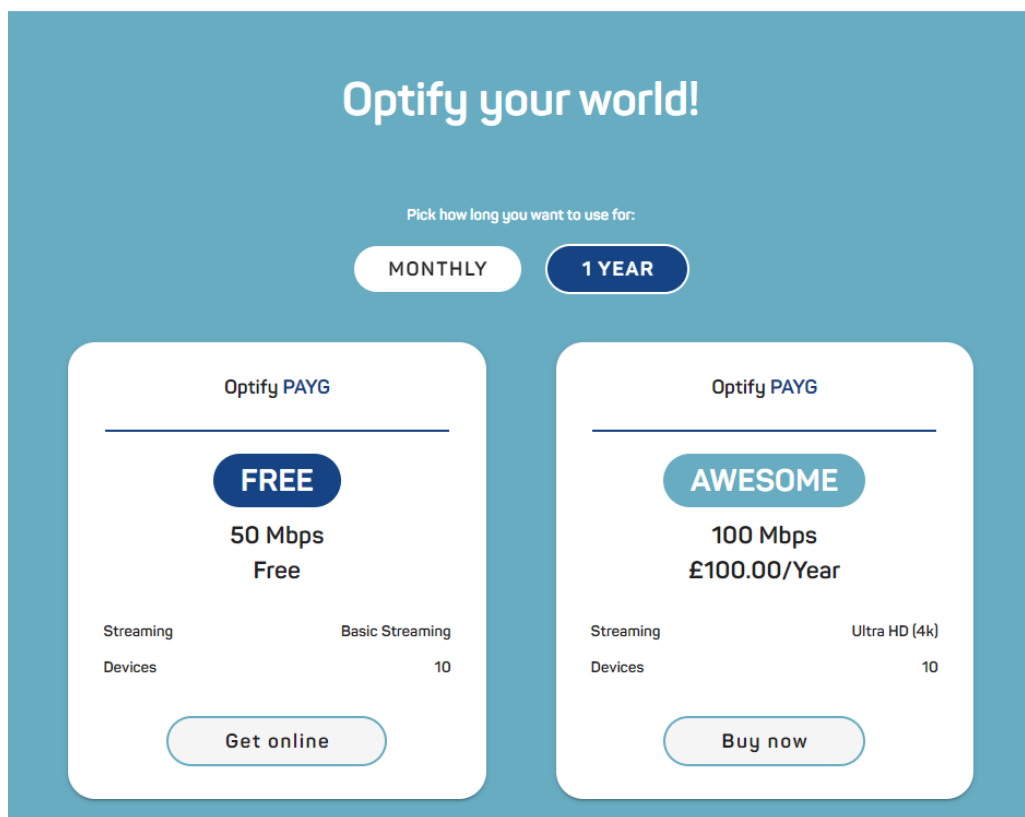 Optify your world!
Pick how long you want to use for:
MONTHLY
1 YEAR
Optify PAYG
FREE
50 Mbps
Free
Streaming Basic Streaming
Devices 10
Get online
Optify PAYG
AWESOME
100 Mbps
£100.00/Year
Streaming Ultra HD (4k)
Devices 10
Buy now